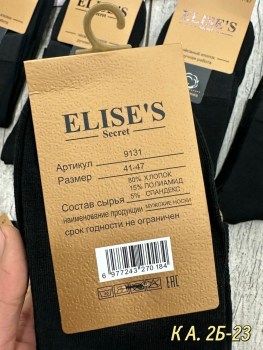 ELISE'S
Secret
Артикул 9131
Размер 41-47
80% ХЛОПОК
15% ПОЛИАМИД
Состав сырья 5% СПАНДЕКС
наименование продукции МУЖСКИЕ НОСКИ
срок годности не ограничен
6 977243 270184
EAC
К А. 2Б-23